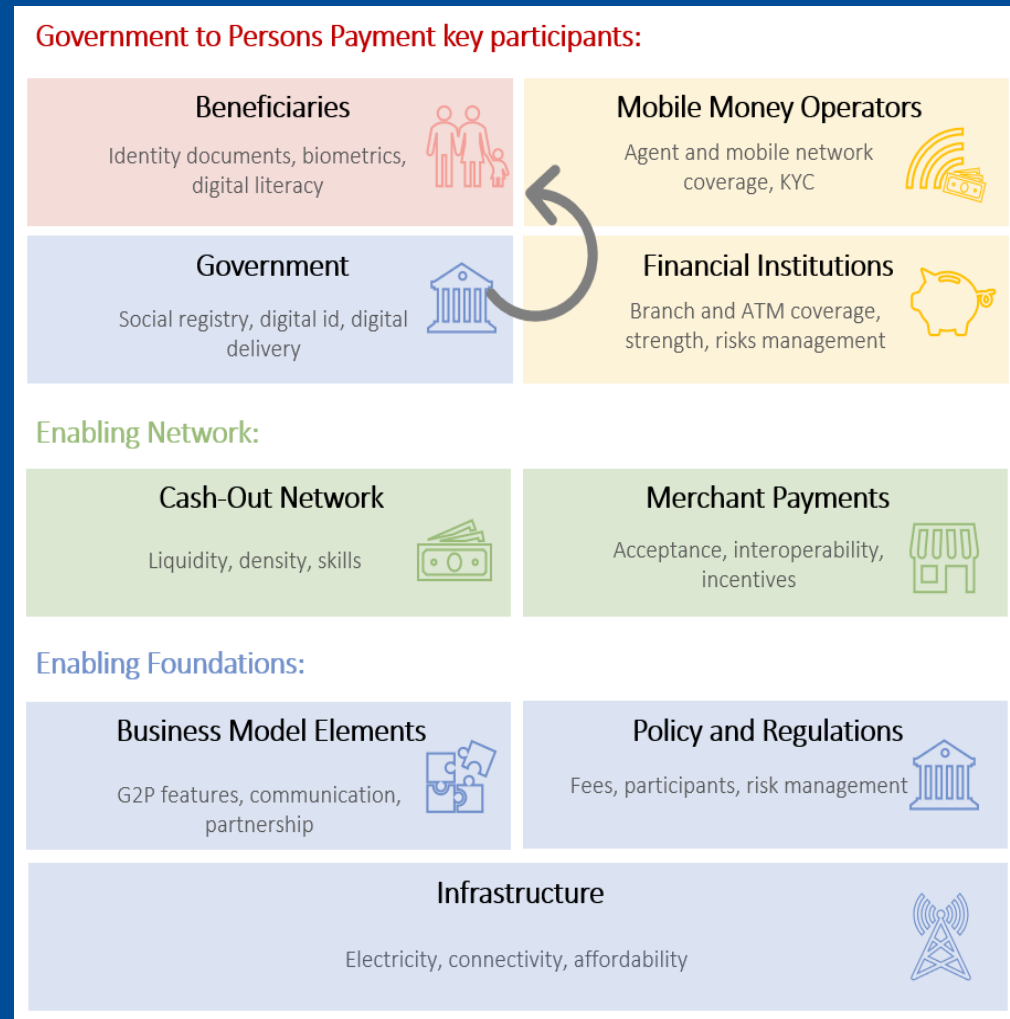 Government to Persons Payment key participants:
Beneficiaries
Identity documents, biometrics,
digital literacy
Mobile Money Operators
Agent and mobile network
coverage, KYC
Government
Social registry, digital id, digital
delivery
Financial Institutions
Branch and ATM coverage,
strength, risks management
Enabling Network:
Cash-Out Network
Liquidity, density, skills
Merchant Payments
Acceptance, interoperability,
incentives
Enabling Foundations:
Business Model Elements
G2P features, communication,
partnership
Policy and Regulations
Fees, participants, risk management
Infrastructure
Electricity, connectivity, affordability